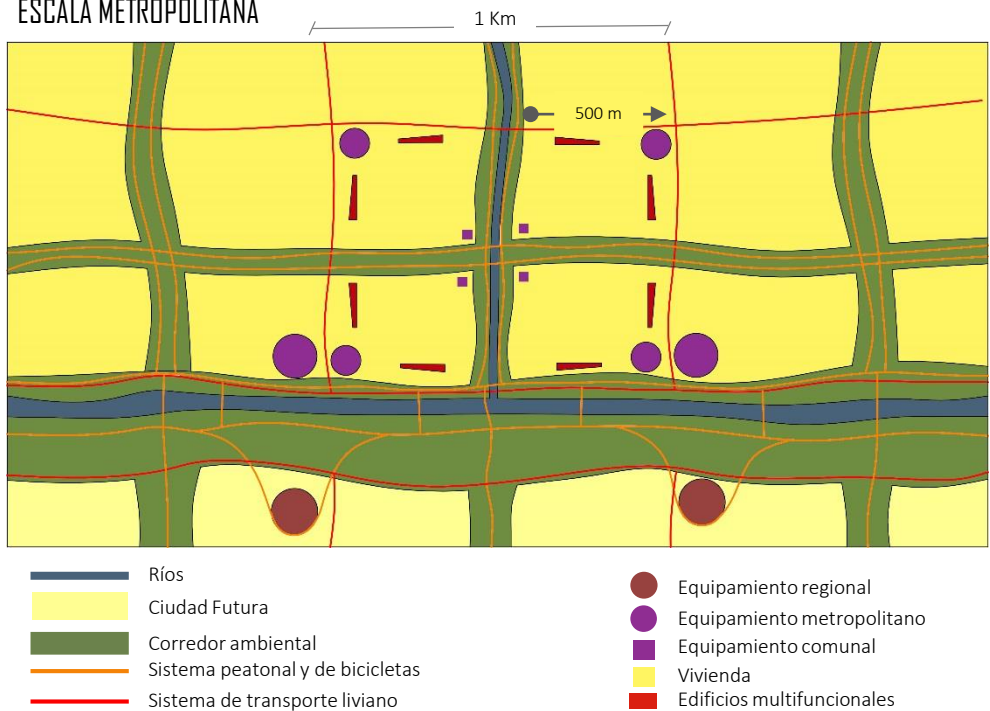 ESCALA METROPOLITANA
1 Km
500 m
Ríos
Ciudad Futura
Corredor ambiental
Sistema peatonal y de bicicletas
Sistema de transporte liviano
Equipamiento regional
Equipamiento metropolitano
Equipamiento comunal
Vivienda
Edificios multifuncionales